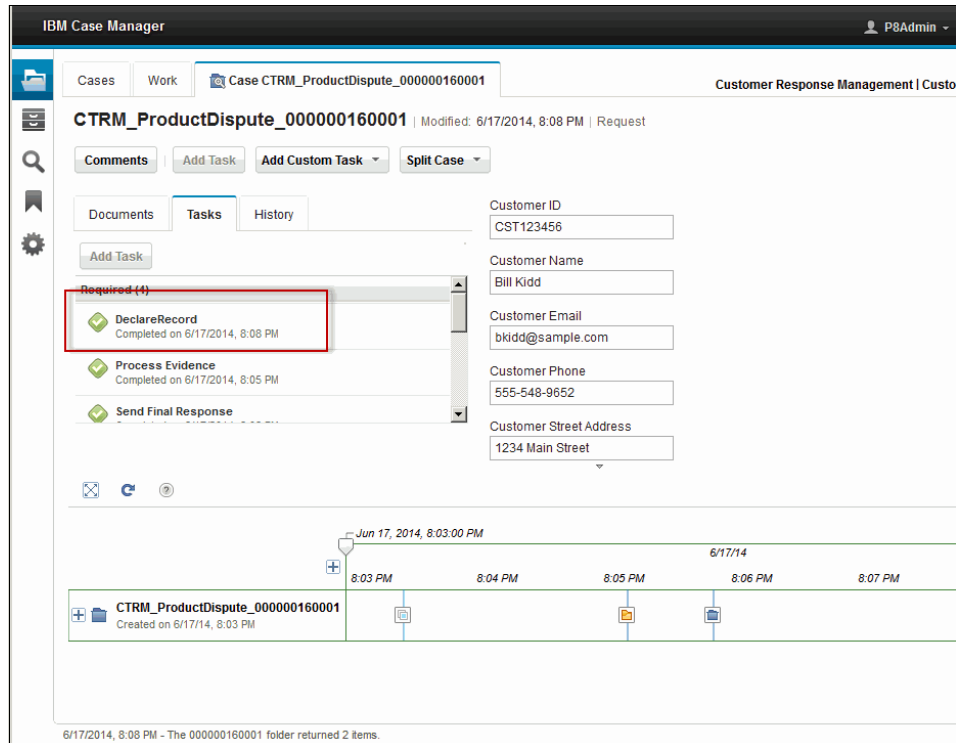 IBM Case Manager
P8Admin
Cases
Work
Case CTRM_ProductDispute_000000160001
Customer Response Management | Custo
CTRM_ProductDispute_000000160001 | Modified: 6/17/2014, 8:08 PM | Request
Comments
Add Task
Add Custom Task
Split Case
Documents
Tasks
History
Add Task
Required (4)
DeclareRecord
Completed on 6/17/2014, 8:08 PM
Process Evidence
Completed on 6/17/2014, 8:05 PM
Send Final Response
Customer ID
CST123456
Customer Name
Bill Kidd
Customer Email
bkidd@sample.com
Customer Phone
555-548-9652
Customer Street Address
1234 Main Street
Jun 17, 2014, 8:03:00 PM
6/17/14
8:03 PM
8:04 PM
8:05 PM
8:06 PM
8:07 PM
CTRM_ProductDispute_000000160001
Created on 6/17/14, 8:03 PM
6/17/2014, 8:08 PM - The 000000160001 folder returned 2 items.